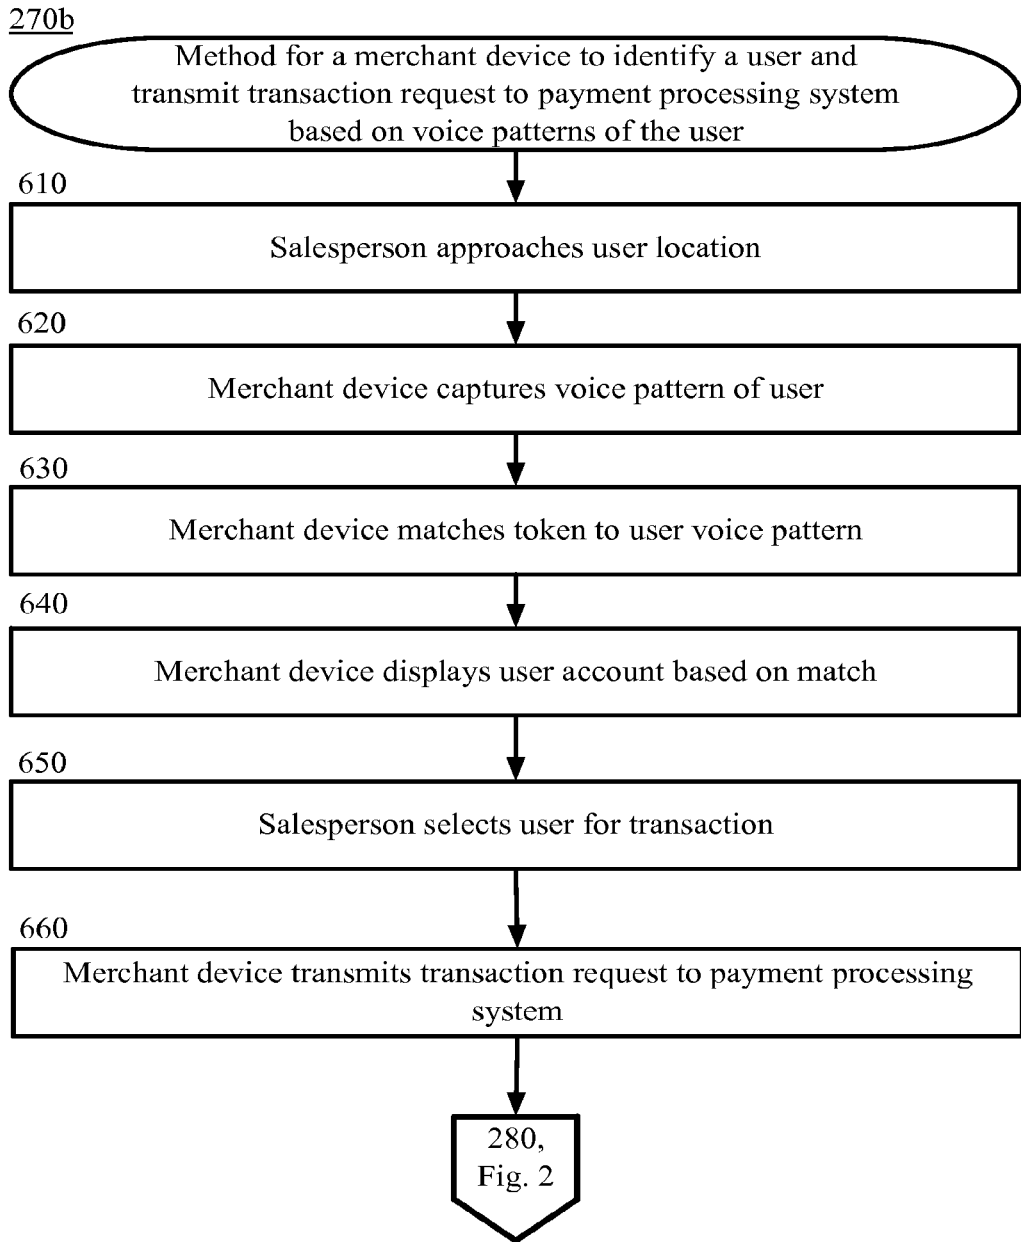 270b
Method for a merchant device to identify a user and
transmit transaction request to payment processing system
based on voice patterns of the user
610
Salesperson approaches user location
620
Merchant device captures voice pattern of user
630
Merchant device matches token to user voice pattern
640
Merchant device displays user account based on match
650
Salesperson selects user for transaction
660
Merchant device transmits transaction request to payment processing
system
280,
Fig. 2